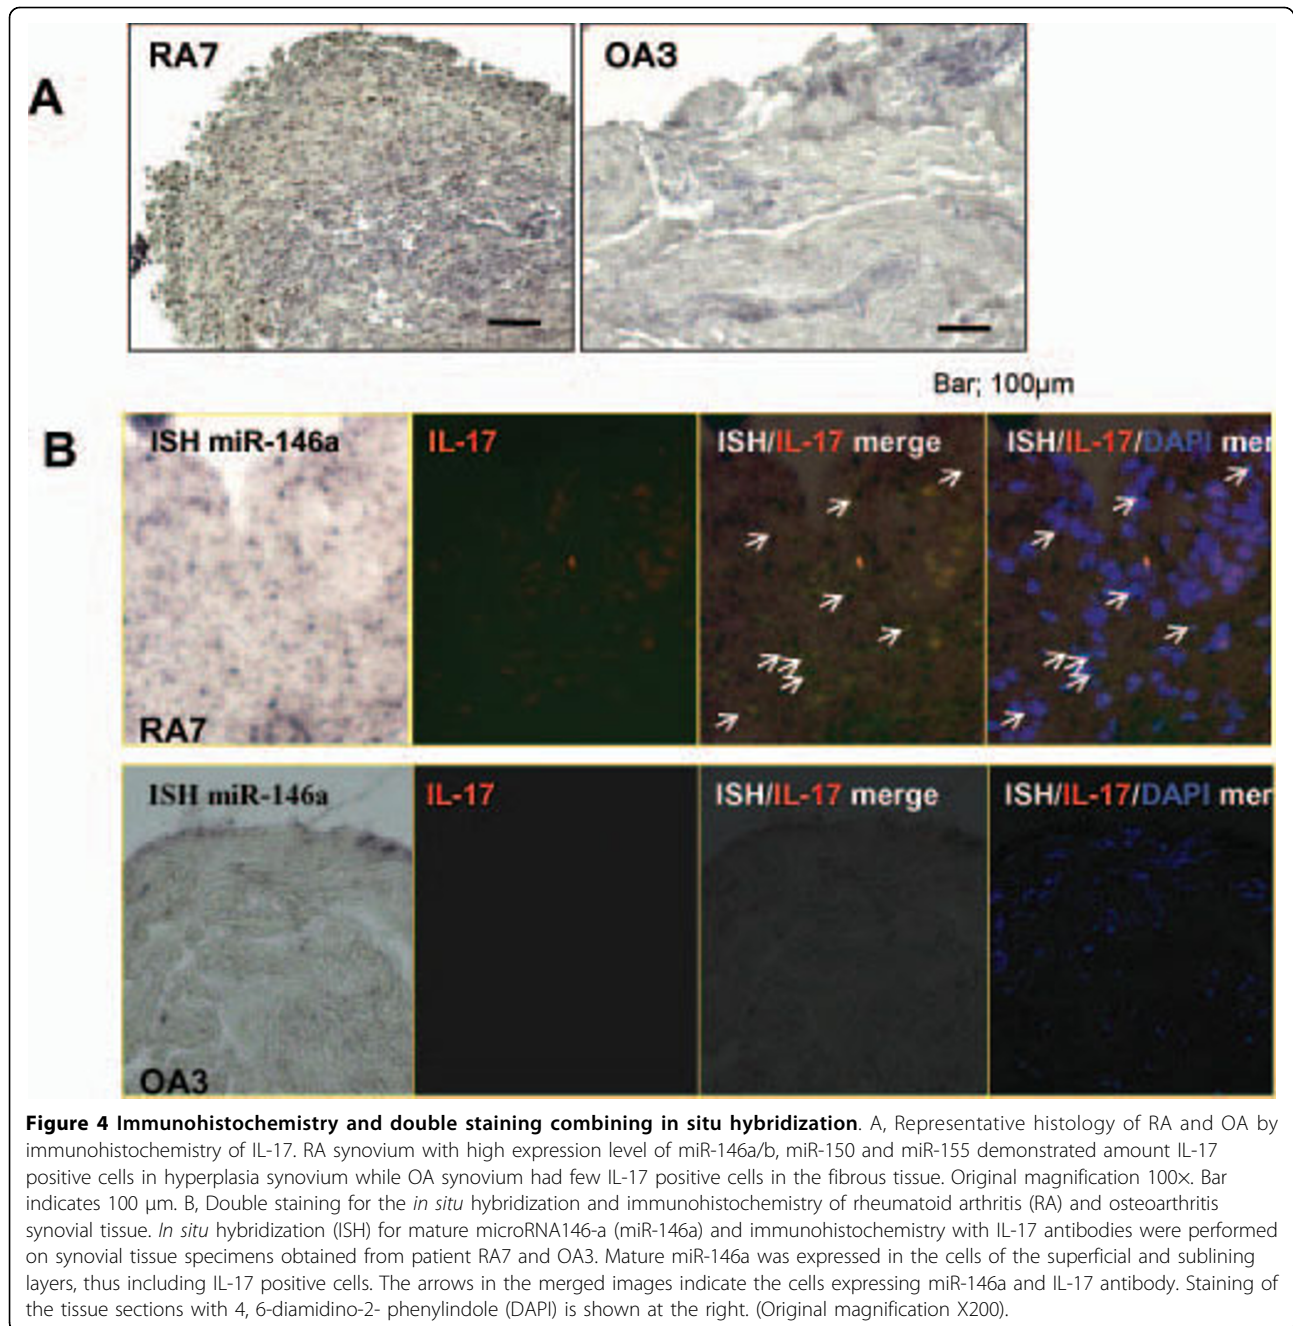 RA7
OA3
A
Bar; 100µm
B
ISH miR-146a
IL-17
ISH/IL-17 merge
ISH/IL-17/DAPI mer
RA7
ISH miR-146a
IL-17
ISH/IL-17 merge
ISH/IL-17/DAPI mer
OA3
Figure 4 Immunohistochemistry and double staining combining in situ hybridization. A, Representative histology of RA and OA by
immunohistochemistry of IL-17. RA synovium with high expression level of miR-146a/b, miR-150 and miR-155 demonstrated amount IL-17
positive cells in hyperplasia synovium while OA synovium had few IL-17 positive cells in the fibrous tissue. Original magnification 100×. Bar
indicates 100 μm. B, Double staining for the in situ hybridization and immunohistochemistry of rheumatoid arthritis (RA) and osteoarthritis
synovial tissue. In situ hybridization (ISH) for mature microRNA146-a (miR-146a) and immunohistochemistry with IL-17 antibodies were performed
on synovial tissue specimens obtained from patient RA7 and OA3. Mature miR-146a was expressed in the cells of the superficial and sublining
layers, thus including IL-17 positive cells. The arrows in the merged images indicate the cells expressing miR-146a and IL-17 antibody. Staining of
the tissue sections with 4, 6-diamidino-2- phenylindole (DAPI) is shown at the right. (Original magnification X200).